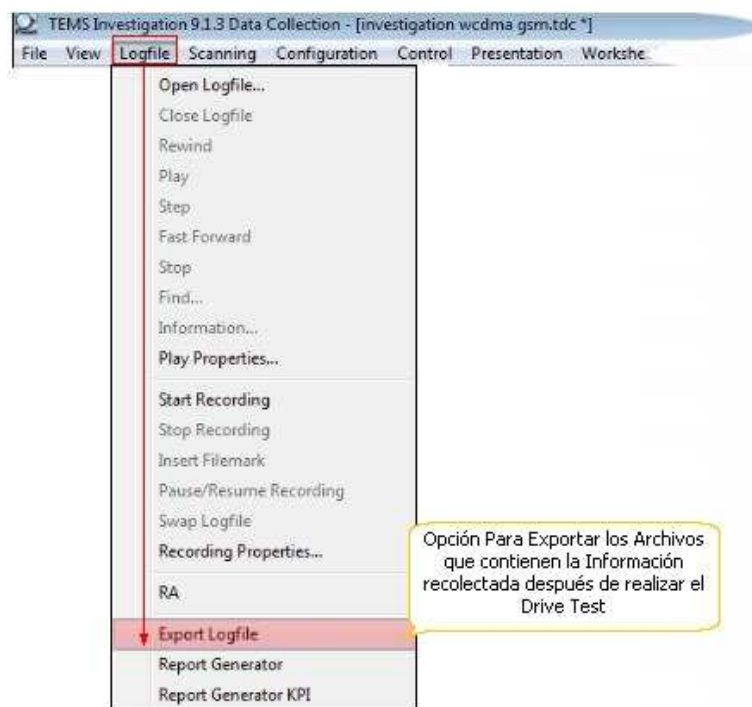 TEMS Investigation 9.1.3 Data Collection - [investigation wcdma gsm.tdc *]
File View Logfile Scanning Configuration Control Presentation Workshe
Open Logfile...
Close Logfile
Rewind
Play
Step
Fast Forward
Stop
Find...
Information...
Play Properties...
Start Recording
Stop Recording
Insert Filemark
Pause/Resume Recording
Swap Logfile
Recording Properties...
RA
Export Logfile
Report Generator
Report Generator KPI
Opción Para Exportar los Archivos
que contienen la Información
recolectada después de realizar el
Drive Test